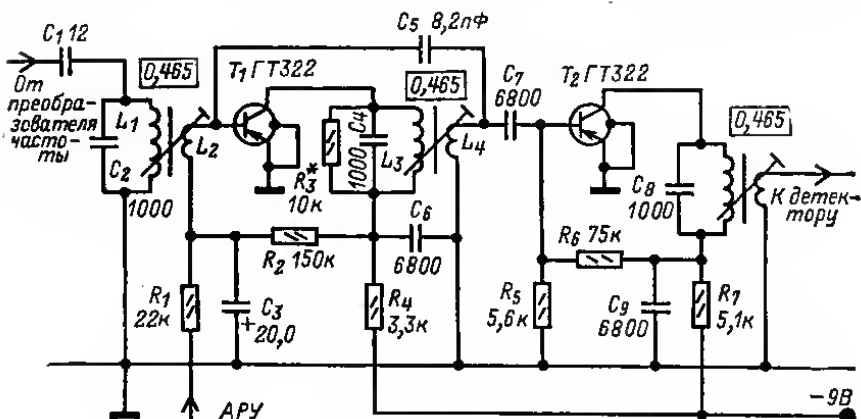 C₁ 12
C₅ 8,2пФ
От
преобра-
зователя
часто-
ты
0,465
T₁ ГТ322
0,465
C₇
6800
T₂ ГТ322
0,465
L₁
C₂
1000
L₂
R₃*
10к
1000 C₄
L₃
L₄
C₈
1000
К детек-
тору
R₂ 150к
C₆
6800
R₆ 75к
R₁
22к
C₃
+20,0
R₄
3,3к
R₅
5,6к
C₉
6800
R₇
5,1к
АРУ
−9В